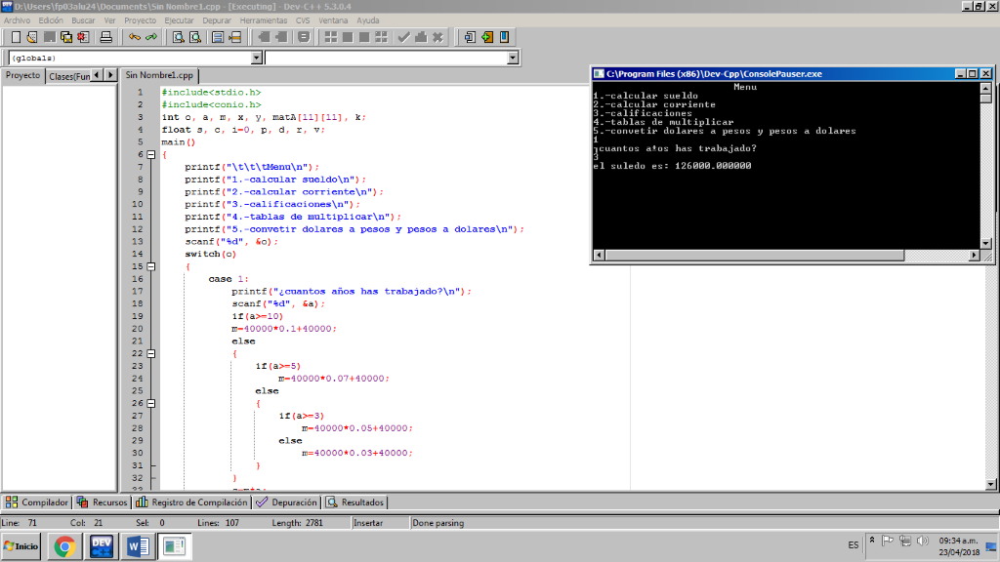 D:\Users\fp03alu24\Documents\Sin Nombre1.cpp - [Executing] - Dev-C++ 5.3.0.4
Archivo Edición Buscar Ver Proyecto Ejecutar Depurar Herramientas CVS Ventana Ayuda
(globals)
Proyecto Clases(Fun
Sin Nombre1.cpp
1 #include<stdio.h>
2 #include<conio.h>
3 int o, a, m, x, y, matA[11][11], k;
4 float s, c, i=0, p, d, r, v;
5 main()
6 {
7 printf("\t\t\tMenu\n");
8 printf("1.-calcular sueldo\n");
9 printf("2.-calcular corriente\n");
10 printf("3.-calificaciones\n");
11 printf("4.-tablas de multiplicar\n");
12 printf("5.-convetir dolares a pesos y pesos a dolares\n");
13 scanf("%d", &o);
14 switch(o)
15 {
16 case 1:
17 printf("¿cuantos años has trabajado?\n");
18 scanf("%d", &a);
19 if(a>=10)
20 m=40000*0.1+40000;
21 else
22 {
23 if(a>=5)
24 m=40000*0.07+40000;
25 else
26 {
27 if(a>=3)
28 m=40000*0.05+40000;
29 else
30 m=40000*0.03+40000;
31 }
32 }
33
C:\Program Files (x86)\Dev-Cpp\ConsolePauser.exe
Menu
1.-calcular sueldo
2.-calcular corriente
3.-calificaciones
4.-tablas de multiplicar
5.-convetir dolares a pesos y pesos a dolares
1
┐cuantos a±os has trabajado?
3
el suledo es: 126000.000000
Compilador Recursos Registro de Compilación Depuración Resultados
Line: 71 Col: 21 Sel: 0 Lines: 107 Length: 2781 Insertar Done parsing
Inicio
DEV C++
W
ES
09:34 a.m.
23/04/2018